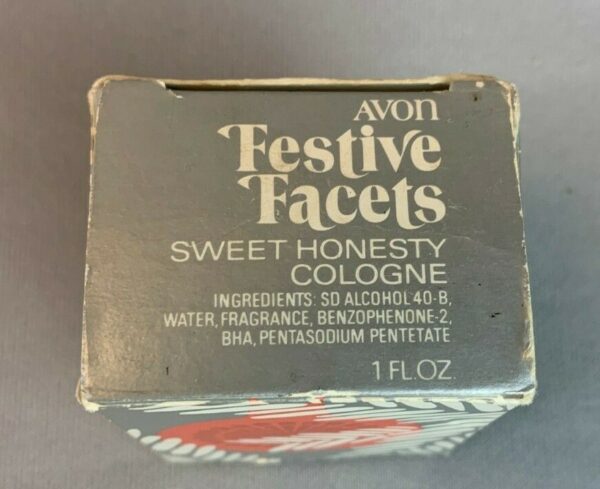 AVON
Festive
Facets
SWEET HONESTY
COLOGNE
INGREDIENTS: SD ALCOHOL 40-B,
WATER, FRAGRANCE, BENZOPHENONE-2,
BHA, PENTASODIUM PENTETATE
1 FL.OZ.